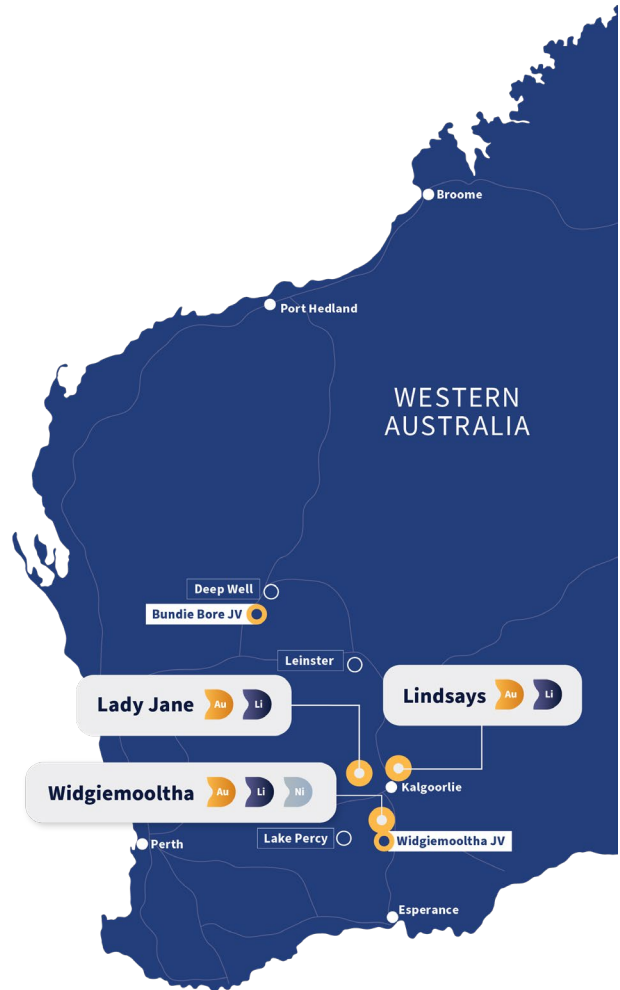 Broome
Port Hedland
WESTERN
AUSTRALIA
Deep Well
Bundie Bore JV
Leinster
Lady Jane Au Li
Lindsays Au Li
Widgiemooltha Au Li Ni
Kalgoorlie
Lake Percy
Widgiemooltha JV
Perth
Esperance